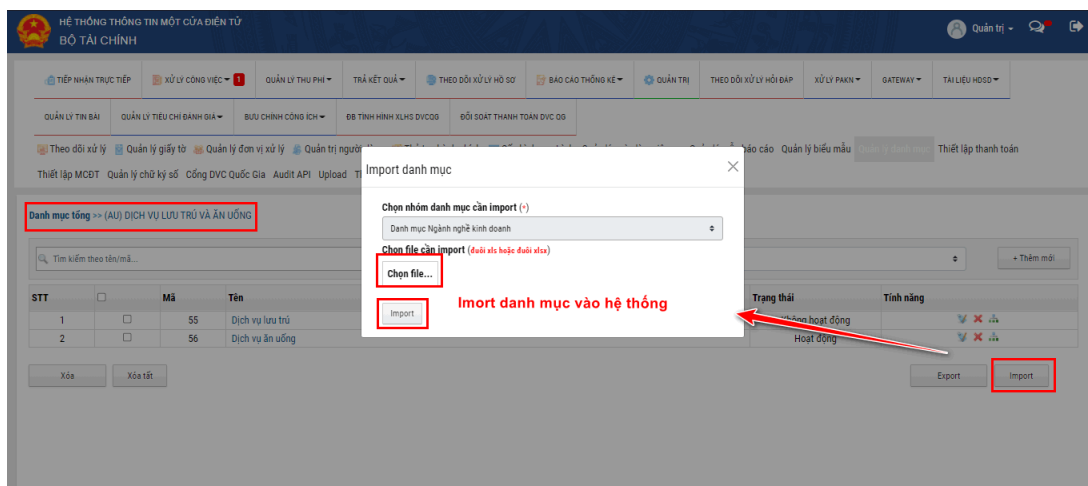 HỆ THỐNG THÔNG TIN MỘT CỬA ĐIỆN TỬ
BỘ TÀI CHÍNH
Quản trị
TIẾP NHẬN TRỰC TIẾP XỬ LÝ CÔNG VIỆC 1 QUẢN LÝ THU PHÍ TRẢ KẾT QUẢ THEO DÕI XỬ LÝ HỒ SƠ BÁO CÁO THỐNG KÊ QUẢN TRỊ THEO DÕI XỬ LÝ HỎI ĐÁP XỬ LÝ PAKN GATEWAY TÀI LIỆU HDSD
QUẢN LÝ TIN BÀI QUẢN LÝ TIÊU CHÍ ĐÁNH GIÁ BƯU CHÍNH CÔNG ÍCH ĐB TÌNH HÌNH XLHS DVCQG ĐỐI SOÁT THANH TOÁN DVC QG
Theo dõi xử lý Quản lý giấy tờ Quản lý đơn vị xử lý Quản trị người báo cáo Quản lý biểu mẫu Quản lý danh mục Thiết lập thanh toán
Thiết lập MCĐT Quản lý chữ ký số Cổng DVC Quốc Gia Audit API Upload
Import danh mục
Danh mục tổng >> (AU) DỊCH VỤ LƯU TRÚ VÀ ĂN UỐNG
Chọn nhóm danh mục cần import (*)
Danh mục Ngành nghề kinh doanh
Chọn file cần import (đuôi xls hoặc đuôi xlsx)
Chọn file...
Tìm kiếm theo tên/mã...
+ Thêm mới
Import
Imort danh mục vào hệ thống
STT Mã Tên Trạng thái Tính năng
1 55 Dịch vụ lưu trú Không hoạt động
2 56 Dịch vụ ăn uống Hoạt động
Xóa Xóa tất Export Import